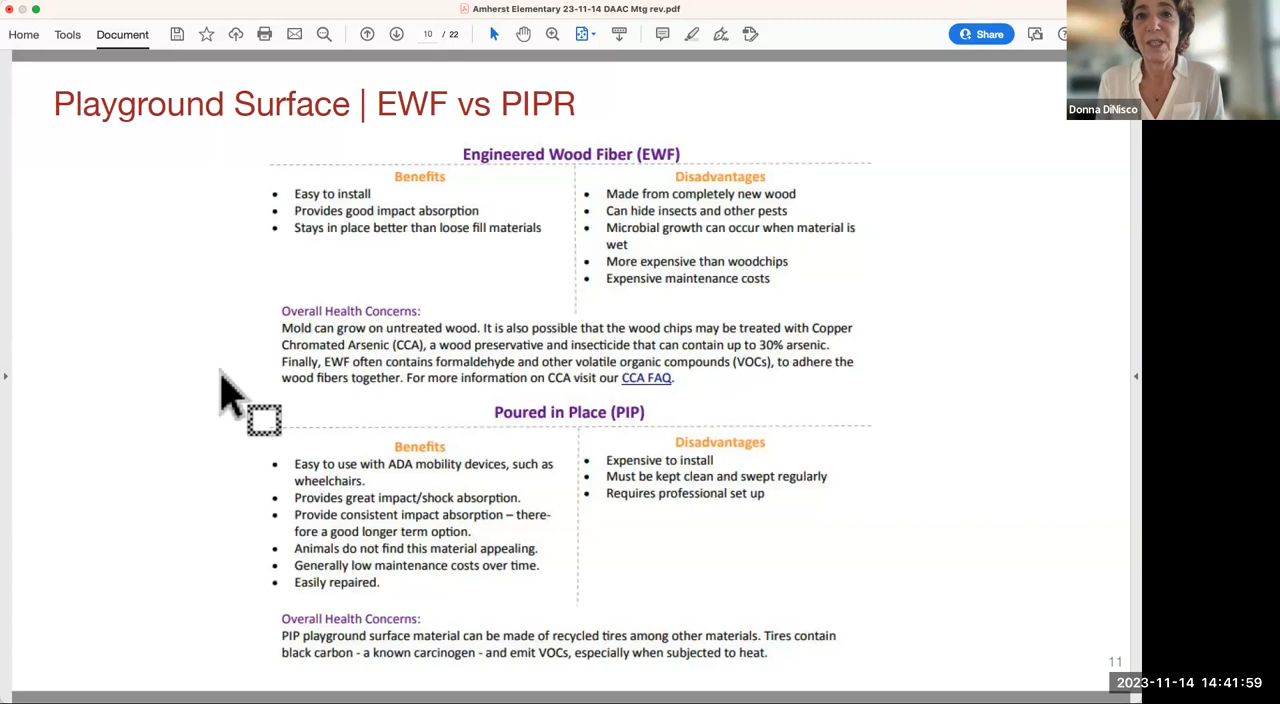 Amherst Elementary 23-11-14 DAAC Mtg rev.pdf
Home Tools Document 10 / 22 Share
Donna DiNisco
Playground Surface | EWF vs PIPR
Engineered Wood Fiber (EWF)
Benefits
• Easy to install
• Provides good impact absorption
• Stays in place better than loose fill materials
Disadvantages
• Made from completely new wood
• Can hide insects and other pests
• Microbial growth can occur when material is
wet
• More expensive than woodchips
• Expensive maintenance costs
Overall Health Concerns:
Mold can grow on untreated wood. It is also possible that the wood chips may be treated with Copper
Chromated Arsenic (CCA), a wood preservative and insecticide that can contain up to 30% arsenic.
Finally, EWF often contains formaldehyde and other volatile organic compounds (VOCs), to adhere the
wood fibers together. For more information on CCA visit our CCA FAQ.
Poured in Place (PIP)
Benefits
• Easy to use with ADA mobility devices, such as
wheelchairs.
• Provides great impact/shock absorption.
• Provide consistent impact absorption – there-
fore a good longer term option.
• Animals do not find this material appealing.
• Generally low maintenance costs over time.
• Easily repaired.
Disadvantages
• Expensive to install
• Must be kept clean and swept regularly
• Requires professional set up
Overall Health Concerns:
PIP playground surface material can be made of recycled tires among other materials. Tires contain
black carbon - a known carcinogen - and emit VOCs, especially when subjected to heat.
11
2023-11-14 14:41:59